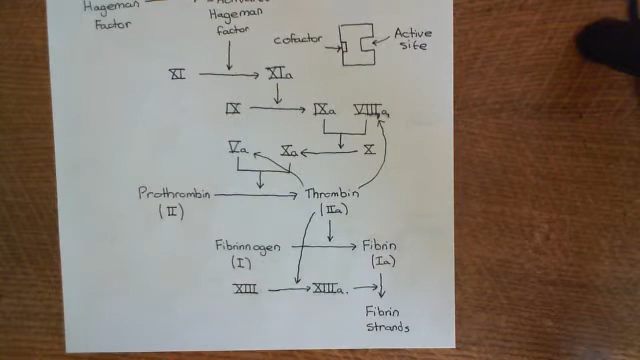 Hageman
Factor
Hageman
factor
cofactor
Active
site
XI
XIa
IX
IXa
VIIIa
Va
Xa
X
Prothrombin
(II)
Thrombin
(IIa)
Fibrinnogen
(I)
Fibrin
(Ia)
XIII
XIIIa.
Fibrin
strands